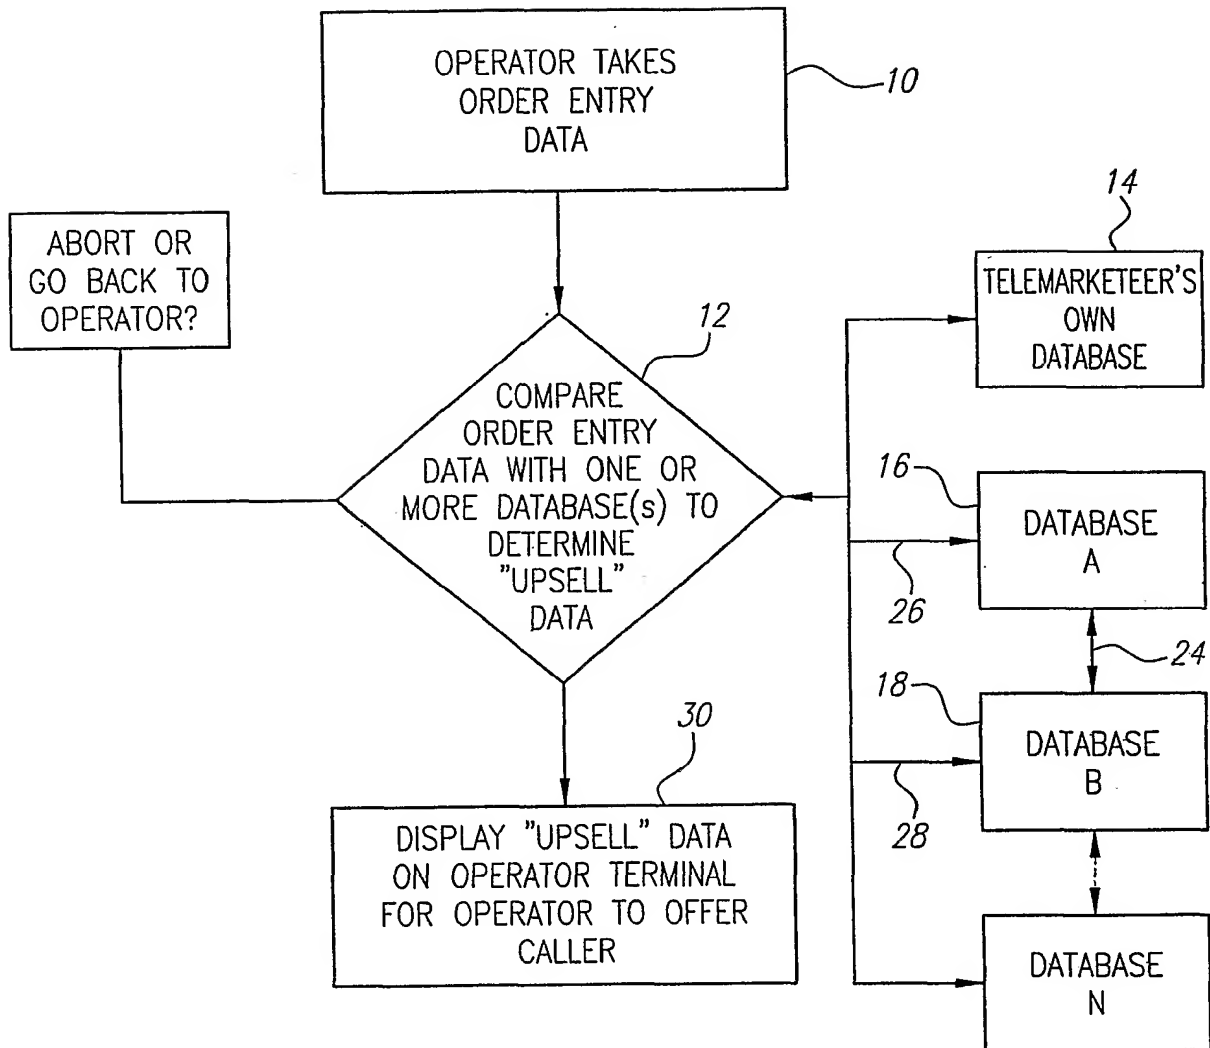 OPERATOR TAKES
ORDER ENTRY
DATA
10
ABORT OR
GO BACK TO
OPERATOR?
12
COMPARE
ORDER ENTRY
DATA WITH ONE OR
MORE DATABASE(s) TO
DETERMINE
"UPSELL"
DATA
14
TELEMARKETEER'S
OWN
DATABASE
16
DATABASE
A
26
24
18
DATABASE
B
28
30
DISPLAY "UPSELL" DATA
ON OPERATOR TERMINAL
FOR OPERATOR TO OFFER
CALLER
DATABASE
N